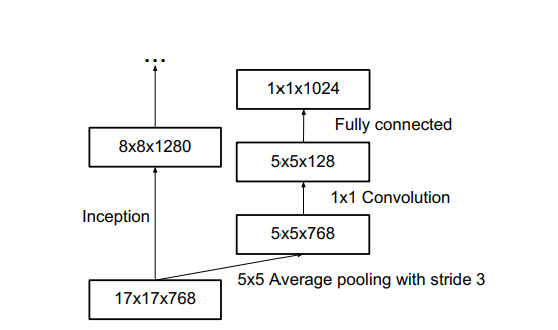 ...
1x1x1024
Fully connected
8x8x1280
5x5x128
1x1 Convolution
Inception
5x5x768
5x5 Average pooling with stride 3
17x17x768